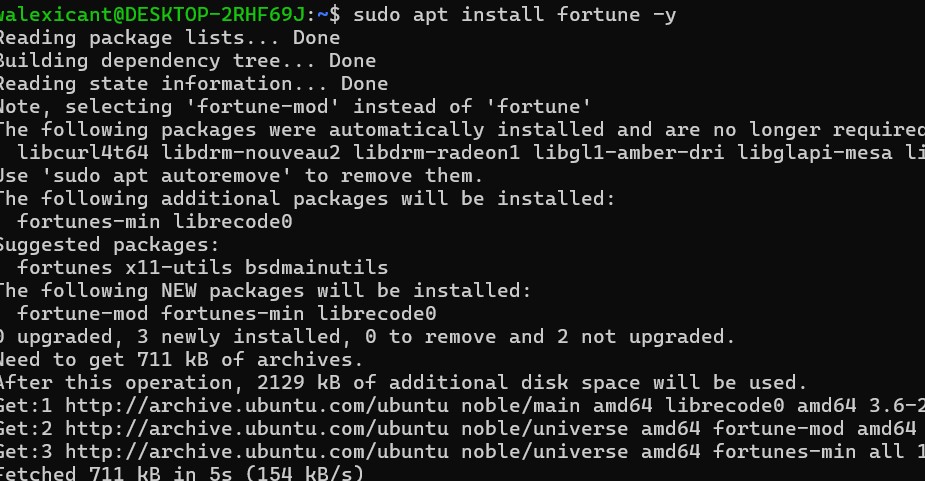 walexicant@DESKTOP-2RHF69J:~$ sudo apt install fortune -y
Reading package lists... Done
Building dependency tree... Done
Reading state information... Done
Note, selecting 'fortune-mod' instead of 'fortune'
The following packages were automatically installed and are no longer required
  libcurl4t64 libdrm-nouveau2 libdrm-radeon1 libgl1-amber-dri libglapi-mesa li
Use 'sudo apt autoremove' to remove them.
The following additional packages will be installed:
  fortunes-min librecode0
Suggested packages:
  fortunes x11-utils bsdmainutils
The following NEW packages will be installed:
  fortune-mod fortunes-min librecode0
0 upgraded, 3 newly installed, 0 to remove and 2 not upgraded.
Need to get 711 kB of archives.
After this operation, 2129 kB of additional disk space will be used.
Get:1 http://archive.ubuntu.com/ubuntu noble/main amd64 librecode0 amd64 3.6-2
Get:2 http://archive.ubuntu.com/ubuntu noble/universe amd64 fortune-mod amd64
Get:3 http://archive.ubuntu.com/ubuntu noble/universe amd64 fortunes-min all 1
Fetched 711 kB in 5s (154 kB/s)